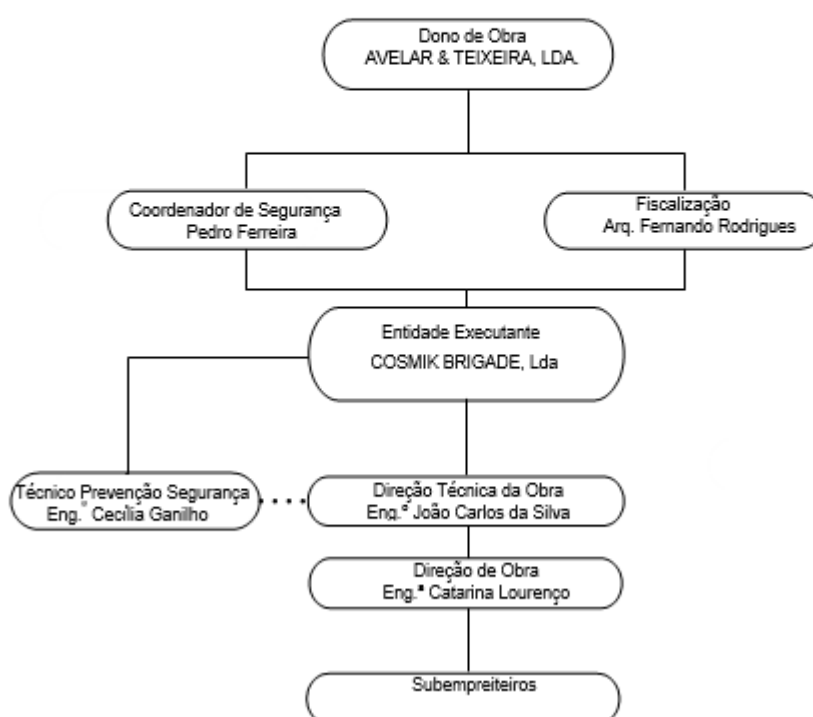 Dono de Obra
AVELAR & TEIXEIRA, LDA.
Coordenador de Segurança
Pedro Ferreira
Fiscalização
Arq. Fernando Rodrigues
Entidade Executante
COSMIK BRIGADE, Lda
Técnico Prevenção Segurança
Eng.ª Cecília Ganilho
Direção Técnica da Obra
Eng.º João Carlos da Silva
Direção de Obra
Eng.ª Catarina Lourenço
Subempreiteiros